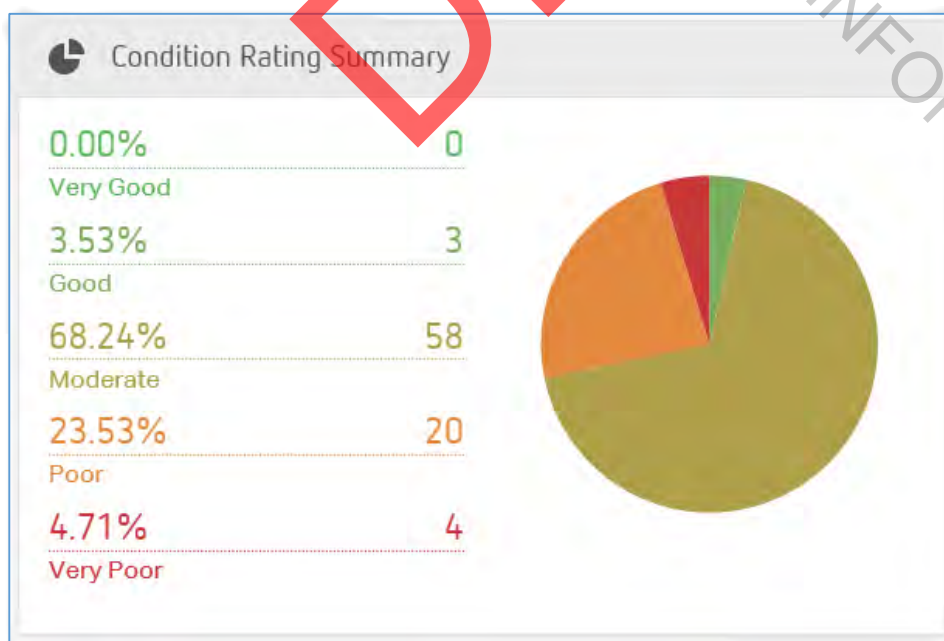 Condition Rating Summary
0.00% 0
Very Good
3.53% 3
Good
68.24% 58
Moderate
23.53% 20
Poor
4.71% 4
Very Poor